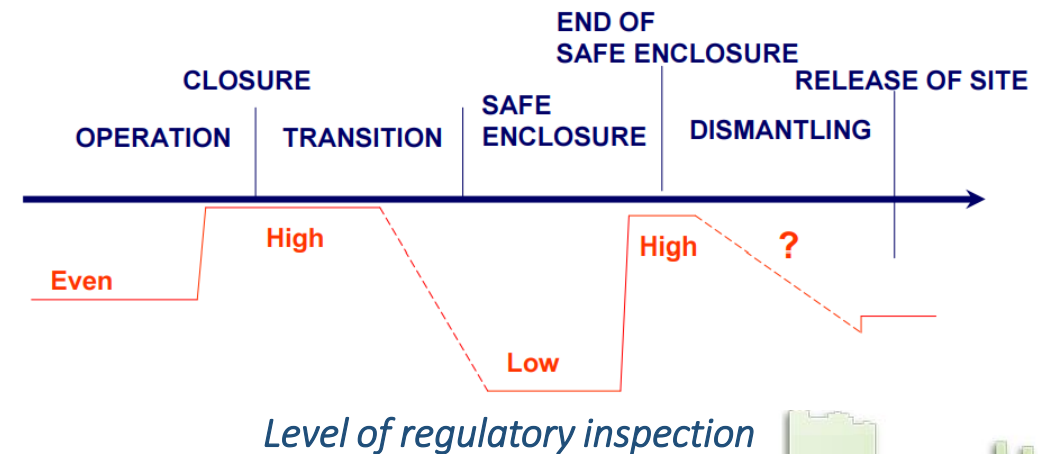 END OF
SAFE ENCLOSURE
CLOSURE
RELEASE OF SITE
SAFE
ENCLOSURE
OPERATION
TRANSITION
DISMANTLING
Even
High
Low
High
?
Level of regulatory inspection